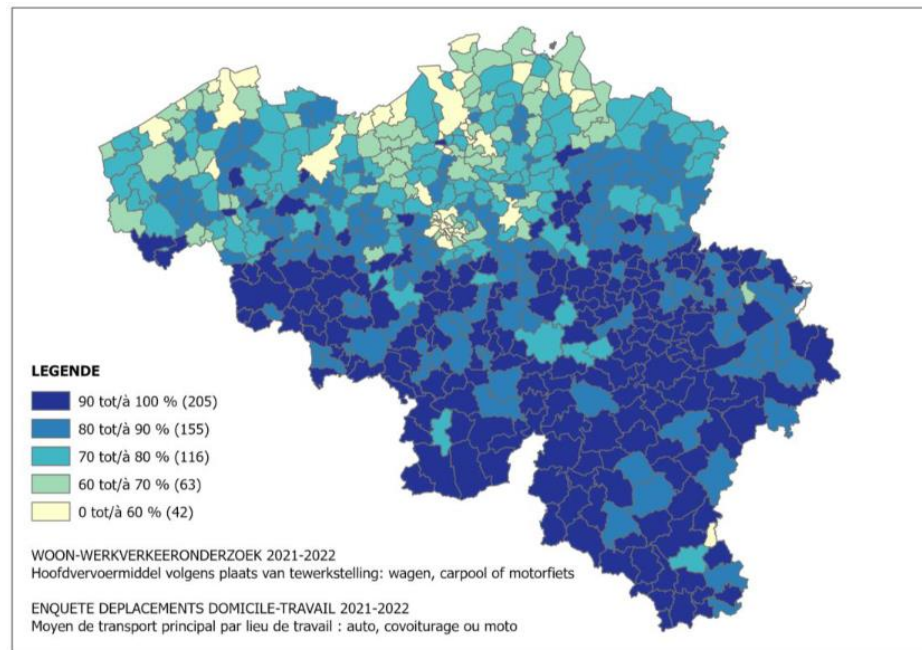 LEGENDE
90 tot/à 100 % (205)
80 tot/à 90 % (155)
70 tot/à 80 % (116)
60 tot/à 70 % (63)
0 tot/à 60 % (42)
WOON-WERKVERKEERONDERZOEK 2021-2022
Hoofdvervoermiddel volgens plaats van tewerkstelling: wagen, carpool of motorfiets
ENQUETE DEPLACEMENTS DOMICILE-TRAVAIL 2021-2022
Moyen de transport principal par lieu de travail : auto, covoiturage ou moto